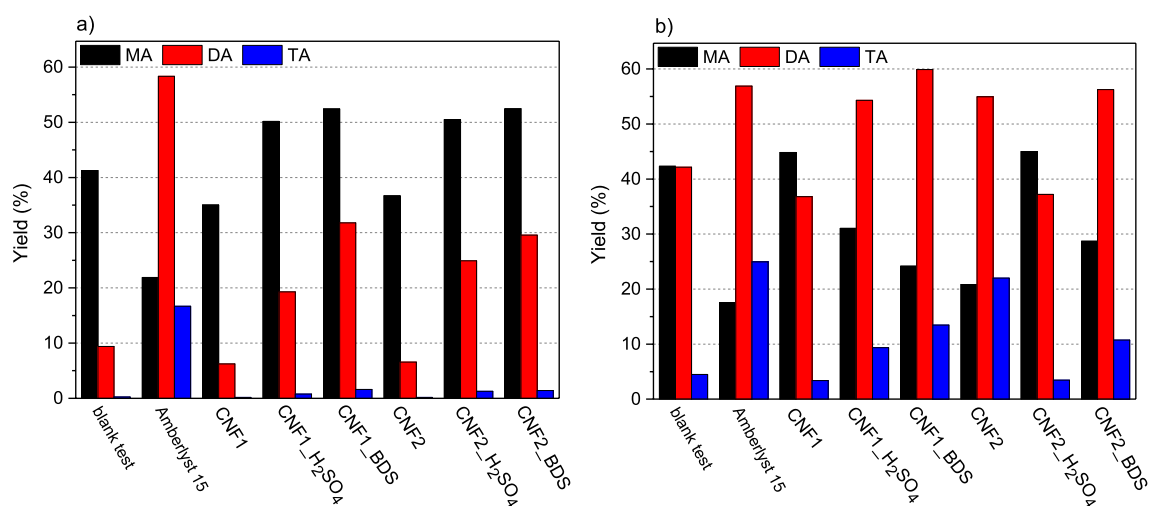 a)
MA DA TA
Yield (%)
60
50
40
30
20
10
0
blank test
Amberlyst 15
CNF1
CNF1_H₂SO₄
CNF1_BDS
CNF2
CNF2_H₂SO₄
CNF2_BDS
b)
MA DA TA
Yield (%)
60
50
40
30
20
10
0
blank test
Amberlyst 15
CNF1
CNF1_H₂SO₄
CNF1_BDS
CNF2
CNF2_H₂SO₄
CNF2_BDS